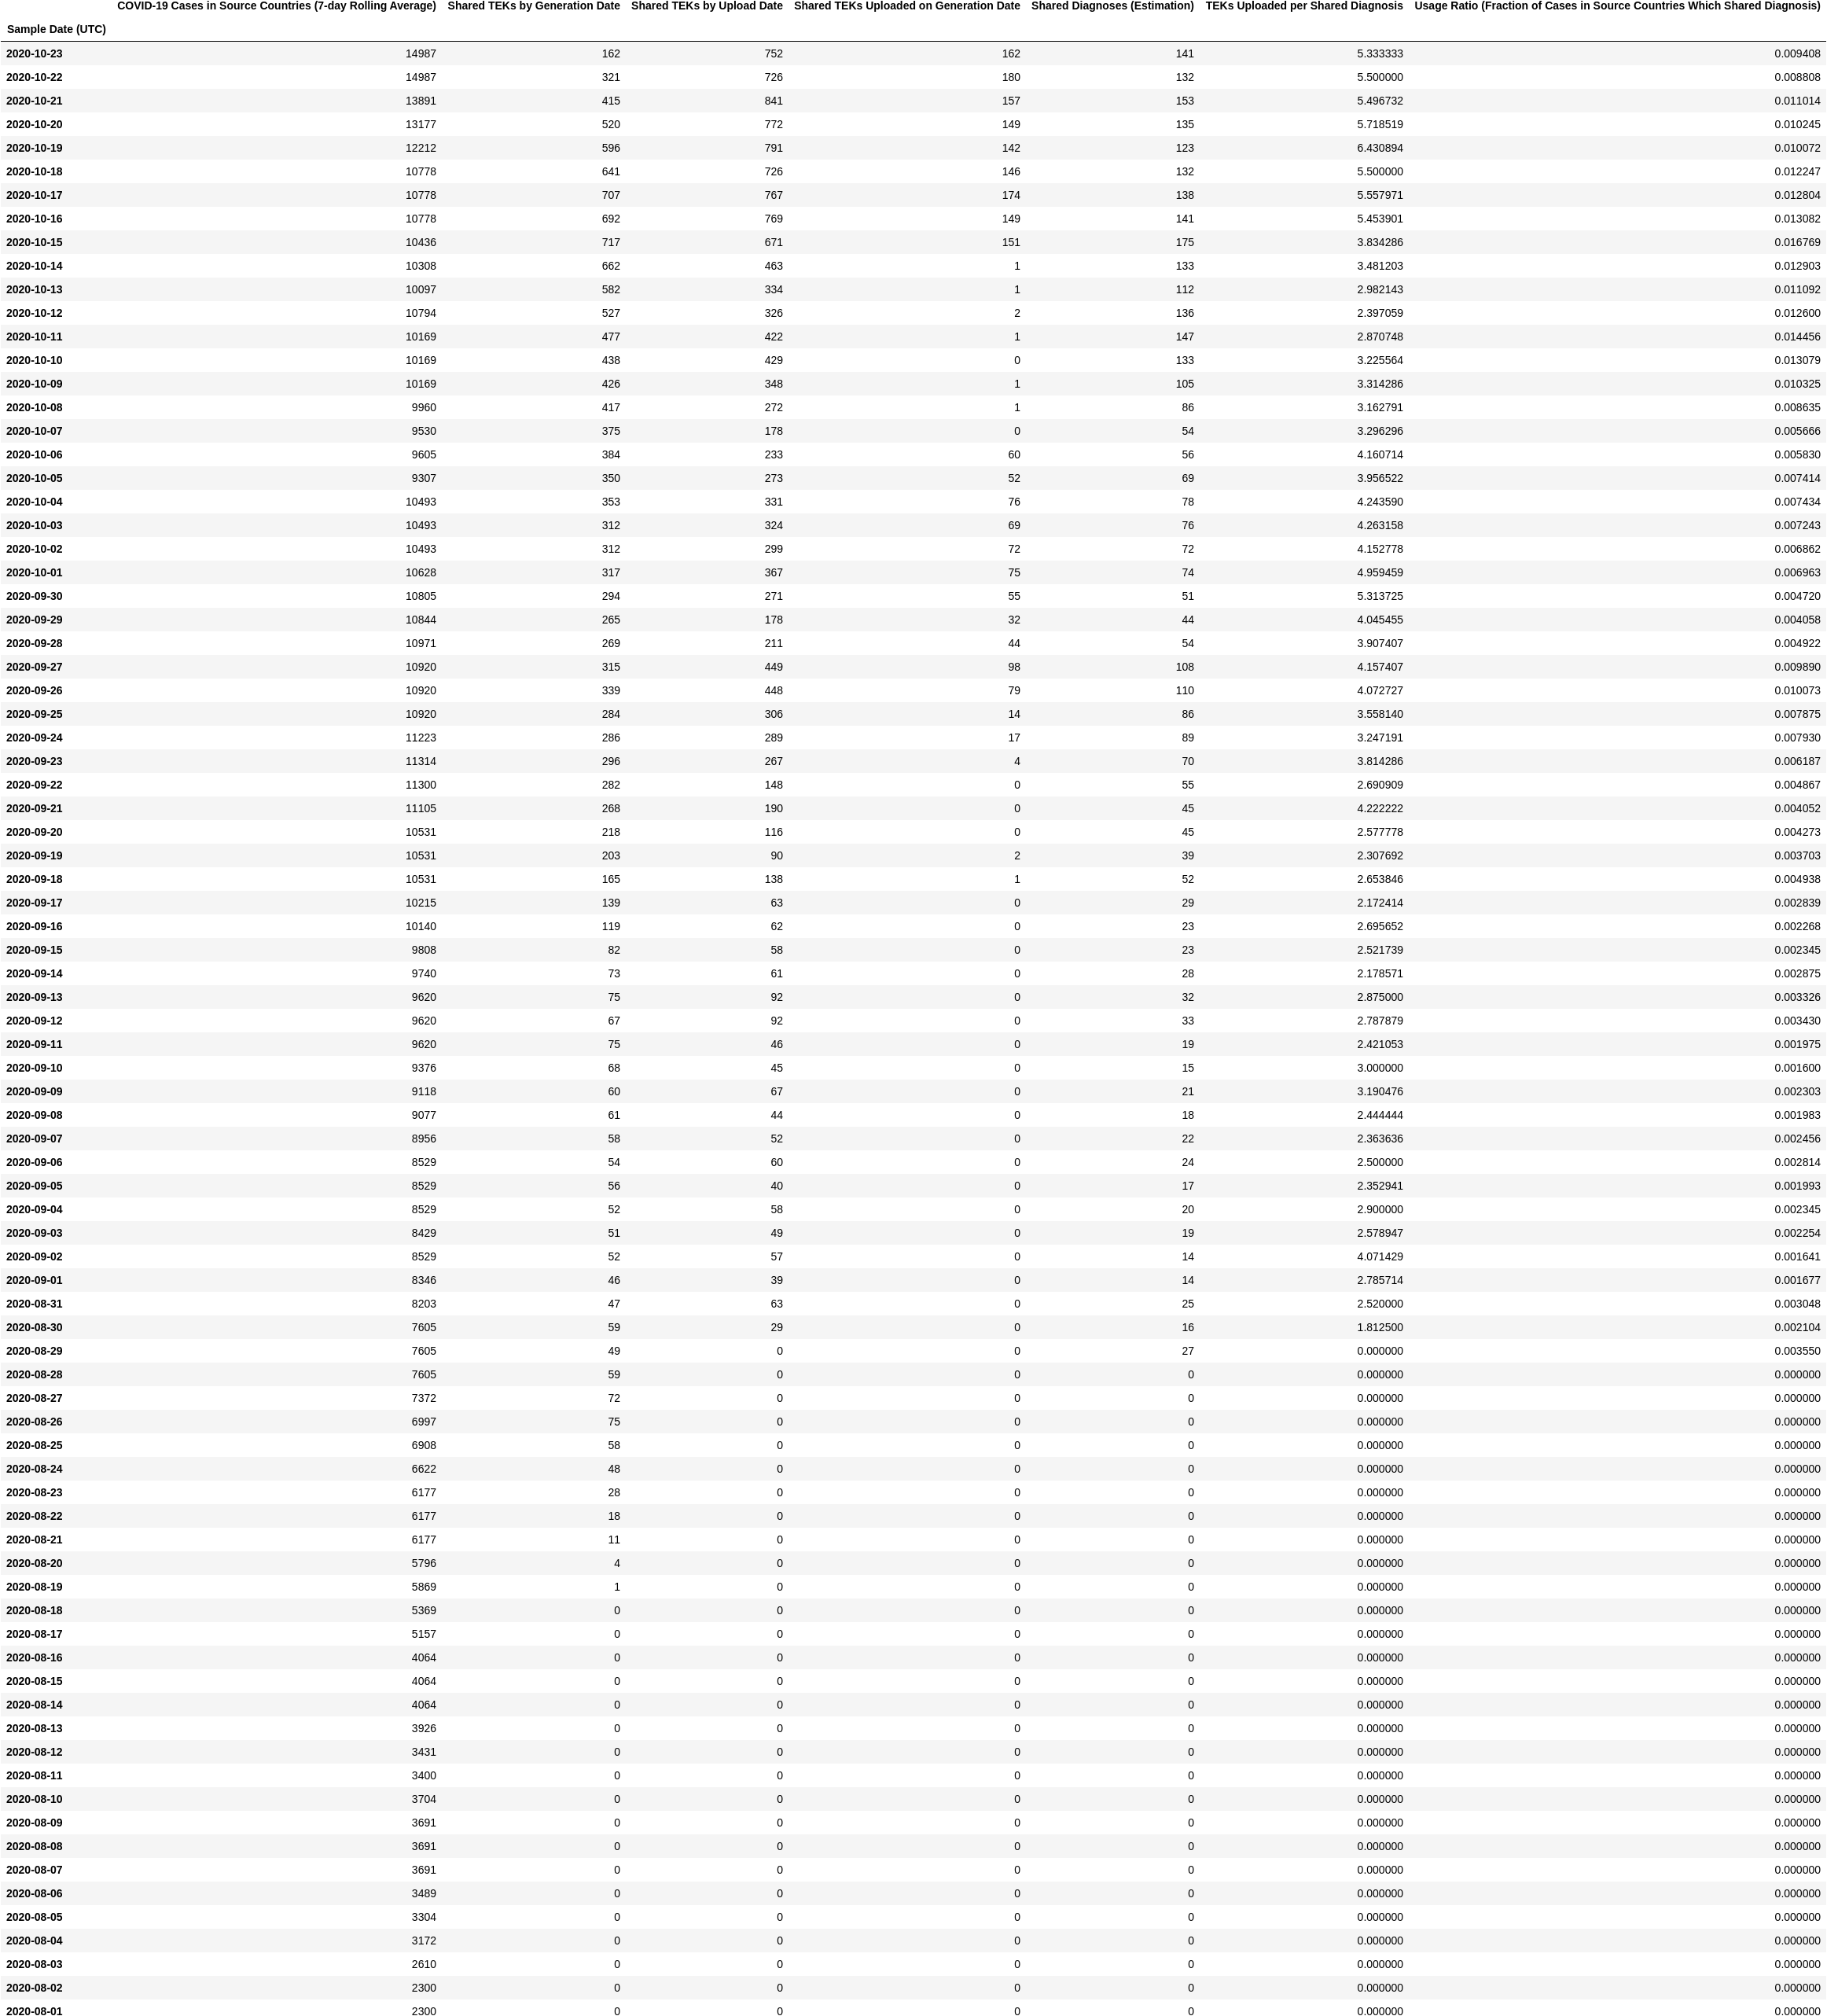 COVID-19 Cases in Source Countries (7-day Rolling Average) Shared TEKs by Generation Date Shared TEKs by Upload Date Shared TEKs Uploaded on Generation Date Shared Diagnoses (Estimation) TEKs Uploaded per Shared Diagnosis Usage Ratio (Fraction of Cases in Source Countries Which Shared Diagnosis)
Sample Date (UTC)
2020-10-23 14987 162 752 162 141 5.333333 0.009408
2020-10-22 14987 321 726 180 132 5.500000 0.008808
2020-10-21 13891 415 841 157 153 5.496732 0.011014
2020-10-20 13177 520 772 149 135 5.718519 0.010245
2020-10-19 12212 596 791 142 123 6.430894 0.010072
2020-10-18 10778 641 726 146 132 5.500000 0.012247
2020-10-17 10778 707 767 174 138 5.557971 0.012804
2020-10-16 10778 692 769 149 141 5.453901 0.013082
2020-10-15 10436 717 671 151 175 3.834286 0.016769
2020-10-14 10308 662 463 1 133 3.481203 0.012903
2020-10-13 10097 582 334 1 112 2.982143 0.011092
2020-10-12 10794 527 326 2 136 2.397059 0.012600
2020-10-11 10169 477 422 1 147 2.870748 0.014456
2020-10-10 10169 438 429 0 133 3.225564 0.013079
2020-10-09 10169 426 348 1 105 3.314286 0.010325
2020-10-08 9960 417 272 1 86 3.162791 0.008635
2020-10-07 9530 375 178 0 54 3.296296 0.005666
2020-10-06 9605 384 233 60 56 4.160714 0.005830
2020-10-05 9307 350 273 52 69 3.956522 0.007414
2020-10-04 10493 353 331 76 78 4.243590 0.007434
2020-10-03 10493 312 324 69 76 4.263158 0.007243
2020-10-02 10493 312 299 72 72 4.152778 0.006862
2020-10-01 10628 317 367 75 74 4.959459 0.006963
2020-09-30 10805 294 271 55 51 5.313725 0.004720
2020-09-29 10844 265 178 32 44 4.045455 0.004058
2020-09-28 10971 269 211 44 54 3.907407 0.004922
2020-09-27 10920 315 449 98 108 4.157407 0.009890
2020-09-26 10920 339 448 79 110 4.072727 0.010073
2020-09-25 10920 284 306 14 86 3.558140 0.007875
2020-09-24 11223 286 289 17 89 3.247191 0.007930
2020-09-23 11314 296 267 4 70 3.814286 0.006187
2020-09-22 11300 282 148 0 55 2.690909 0.004867
2020-09-21 11105 268 190 0 45 4.222222 0.004052
2020-09-20 10531 218 116 0 45 2.577778 0.004273
2020-09-19 10531 203 90 2 39 2.307692 0.003703
2020-09-18 10531 165 138 1 52 2.653846 0.004938
2020-09-17 10215 139 63 0 29 2.172414 0.002839
2020-09-16 10140 119 62 0 23 2.695652 0.002268
2020-09-15 9808 82 58 0 23 2.521739 0.002345
2020-09-14 9740 73 61 0 28 2.178571 0.002875
2020-09-13 9620 75 92 0 32 2.875000 0.003326
2020-09-12 9620 67 92 0 33 2.787879 0.003430
2020-09-11 9620 75 46 0 19 2.421053 0.001975
2020-09-10 9376 68 45 0 15 3.000000 0.001600
2020-09-09 9118 60 67 0 21 3.190476 0.002303
2020-09-08 9077 61 44 0 18 2.444444 0.001983
2020-09-07 8956 58 52 0 22 2.363636 0.002456
2020-09-06 8529 54 60 0 24 2.500000 0.002814
2020-09-05 8529 56 40 0 17 2.352941 0.001993
2020-09-04 8529 52 58 0 20 2.900000 0.002345
2020-09-03 8429 51 49 0 19 2.578947 0.002254
2020-09-02 8529 52 57 0 14 4.071429 0.001641
2020-09-01 8346 46 39 0 14 2.785714 0.001677
2020-08-31 8203 47 63 0 25 2.520000 0.003048
2020-08-30 7605 59 29 0 16 1.812500 0.002104
2020-08-29 7605 49 0 0 27 0.000000 0.003550
2020-08-28 7605 59 0 0 0 0.000000 0.000000
2020-08-27 7372 72 0 0 0 0.000000 0.000000
2020-08-26 6997 75 0 0 0 0.000000 0.000000
2020-08-25 6908 58 0 0 0 0.000000 0.000000
2020-08-24 6622 48 0 0 0 0.000000 0.000000
2020-08-23 6177 28 0 0 0 0.000000 0.000000
2020-08-22 6177 18 0 0 0 0.000000 0.000000
2020-08-21 6177 11 0 0 0 0.000000 0.000000
2020-08-20 5796 4 0 0 0 0.000000 0.000000
2020-08-19 5869 1 0 0 0 0.000000 0.000000
2020-08-18 5369 0 0 0 0 0.000000 0.000000
2020-08-17 5157 0 0 0 0 0.000000 0.000000
2020-08-16 4064 0 0 0 0 0.000000 0.000000
2020-08-15 4064 0 0 0 0 0.000000 0.000000
2020-08-14 4064 0 0 0 0 0.000000 0.000000
2020-08-13 3926 0 0 0 0 0.000000 0.000000
2020-08-12 3431 0 0 0 0 0.000000 0.000000
2020-08-11 3400 0 0 0 0 0.000000 0.000000
2020-08-10 3704 0 0 0 0 0.000000 0.000000
2020-08-09 3691 0 0 0 0 0.000000 0.000000
2020-08-08 3691 0 0 0 0 0.000000 0.000000
2020-08-07 3691 0 0 0 0 0.000000 0.000000
2020-08-06 3489 0 0 0 0 0.000000 0.000000
2020-08-05 3304 0 0 0 0 0.000000 0.000000
2020-08-04 3172 0 0 0 0 0.000000 0.000000
2020-08-03 2610 0 0 0 0 0.000000 0.000000
2020-08-02 2300 0 0 0 0 0.000000 0.000000
2020-08-01 2300 0 0 0 0 0.000000 0.000000